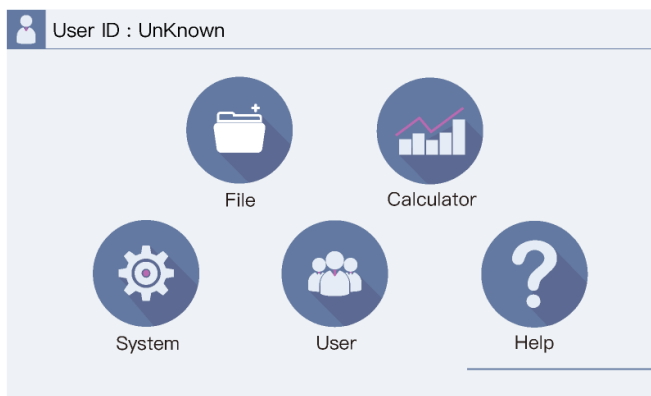 User ID : UnKnown
File
Calculator
System
User
Help